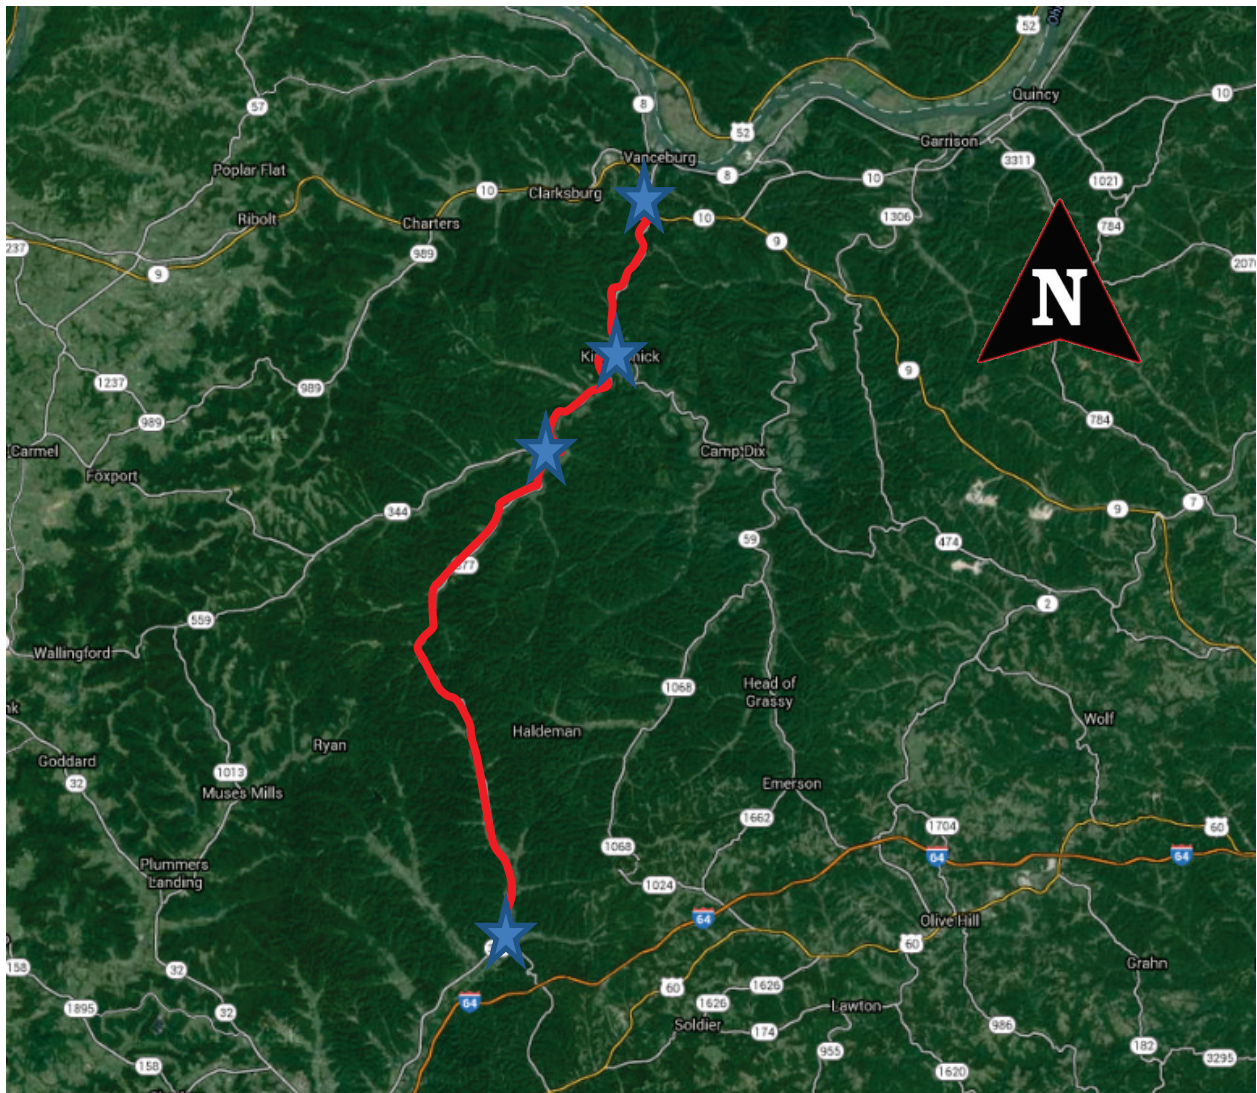 52
Oh
57
8
Quincy
10
52
Garrison
Vanceburg
3311
Poplar Flat
8
10
1021
10
Clarksburg
Ribolt
Charters
10
1306
784
237
9
989
9
207
N
1237
989
9
989
784
Carmel
Camp Dix
Foxport
7
344
9
59
474
2
559
Wallingford
1068
Head of
Grassy
Wolf
Haldeman
Ryan
Goddard
32
1013
Muses Mills
Emerson
1662
1704
60
1068
64
64
Plummers
Landing
1024
64
Olive Hill
60
158
32
Grahn
60
1626
64
1626
1895
32
Lawton
Soldier
174
986
955
182
3295
158
1620